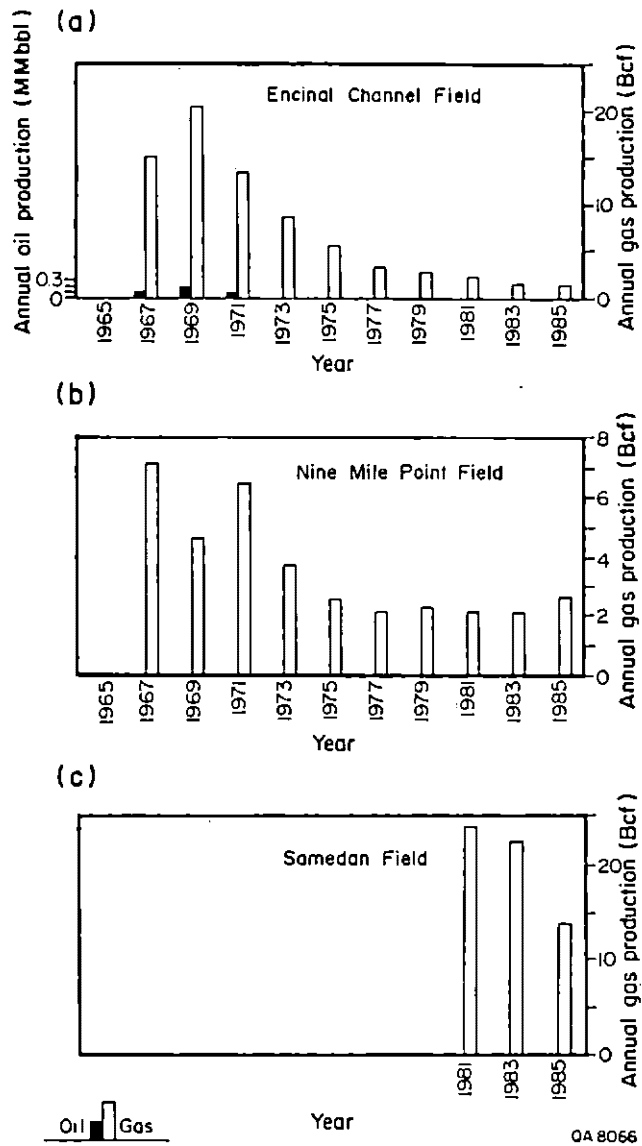 (a)
Annual oil production (MMbbl)
0.3
0
Encinal Channel Field
20
10
0
Annual gas production (Bcf)
1965 1967 1969 1971 1973 1975 1977 1979 1981 1983 1985
Year
(b)
Nine Mile Point Field
8
6
4
2
0
Annual gas production (Bcf)
1965 1967 1969 1971 1973 1975 1977 1979 1981 1983 1985
Year
(c)
Samedan Field
20
10
0
Annual gas production (Bcf)
1981 1983 1985
Year
Oil Gas
QA 8066